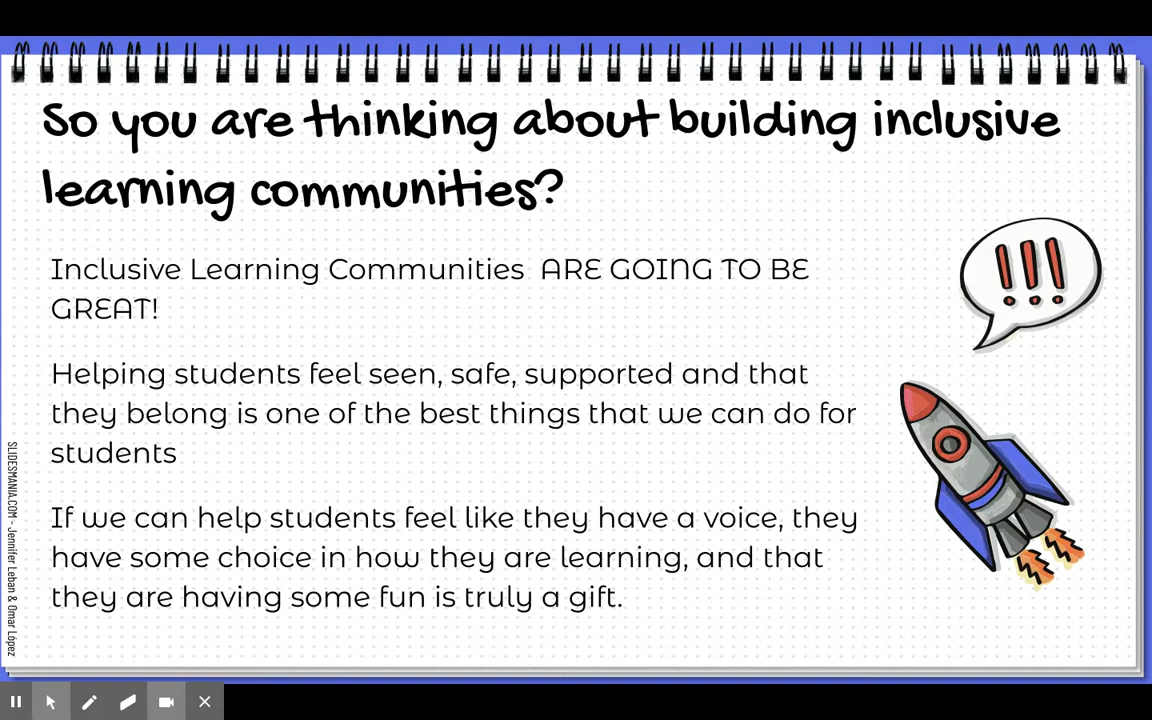 So you are thinking about building inclusive
learning communities?
Inclusive Learning Communities ARE GOING TO BE
GREAT!
Helping students feel seen, safe, supported and that
they belong is one of the best things that we can do for
students
If we can help students feel like they have a voice, they
have some choice in how they are learning, and that
they are having some fun is truly a gift.
!!!
SLIDESMANIA.COM - Jennifer Leban & Omar López